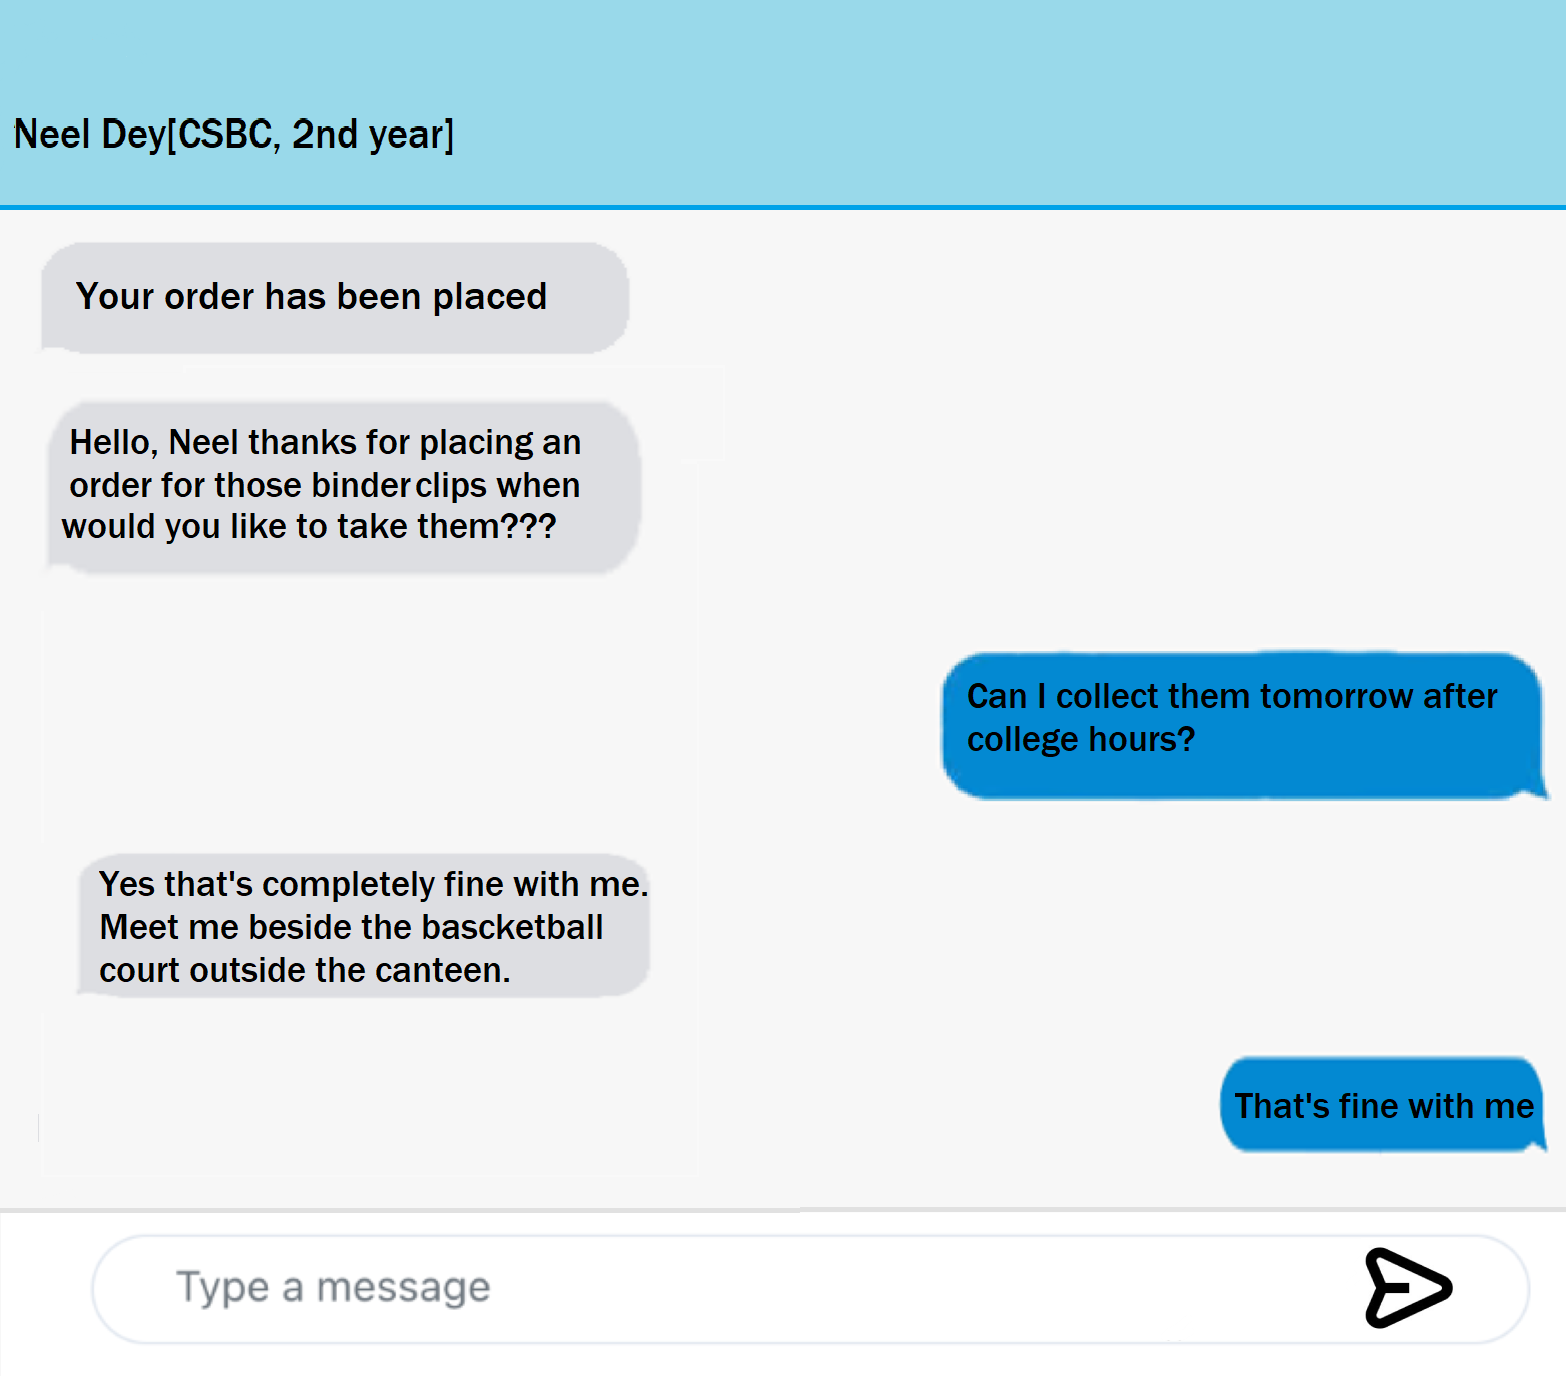 Neel Dey[CSBC, 2nd year]
Your order has been placed
Hello, Neel thanks for placing an
order for those binder clips when
would you like to take them???
Can I collect them tomorrow after
college hours?
Yes that's completely fine with me.
Meet me beside the bascketball
court outside the canteen.
That's fine with me
Type a message